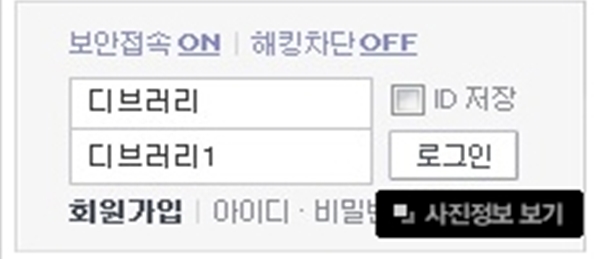 보안접속 ON | 해킹차단 OFF
디브러리
ID 저장
디브러리1
로그인
회원가입 | 아이디 · 비밀
사진정보 보기